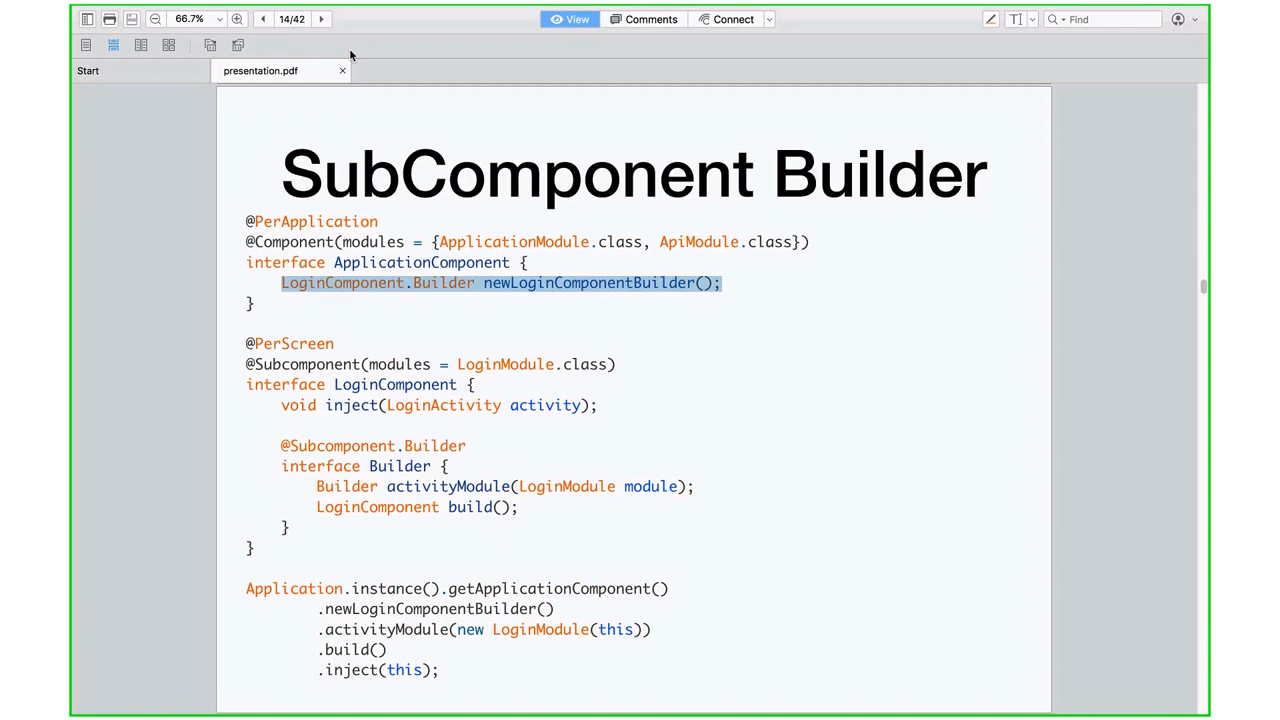 66.7%
14/42
View
Comments
Connect
Find
Start
presentation.pdf
SubComponent Builder
@PerApplication
@Component(modules = {ApplicationModule.class, ApiModule.class})
interface ApplicationComponent {
LoginComponent.Builder newLoginComponentBuilder();
}
@PerScreen
@Subcomponent(modules = LoginModule.class)
interface LoginComponent {
void inject(LoginActivity activity);
@Subcomponent.Builder
interface Builder {
Builder activityModule(LoginModule module);
LoginComponent build();
}
}
Application.instance().getApplicationComponent()
.newLoginComponentBuilder()
.activityModule(new LoginModule(this))
.build()
.inject(this);